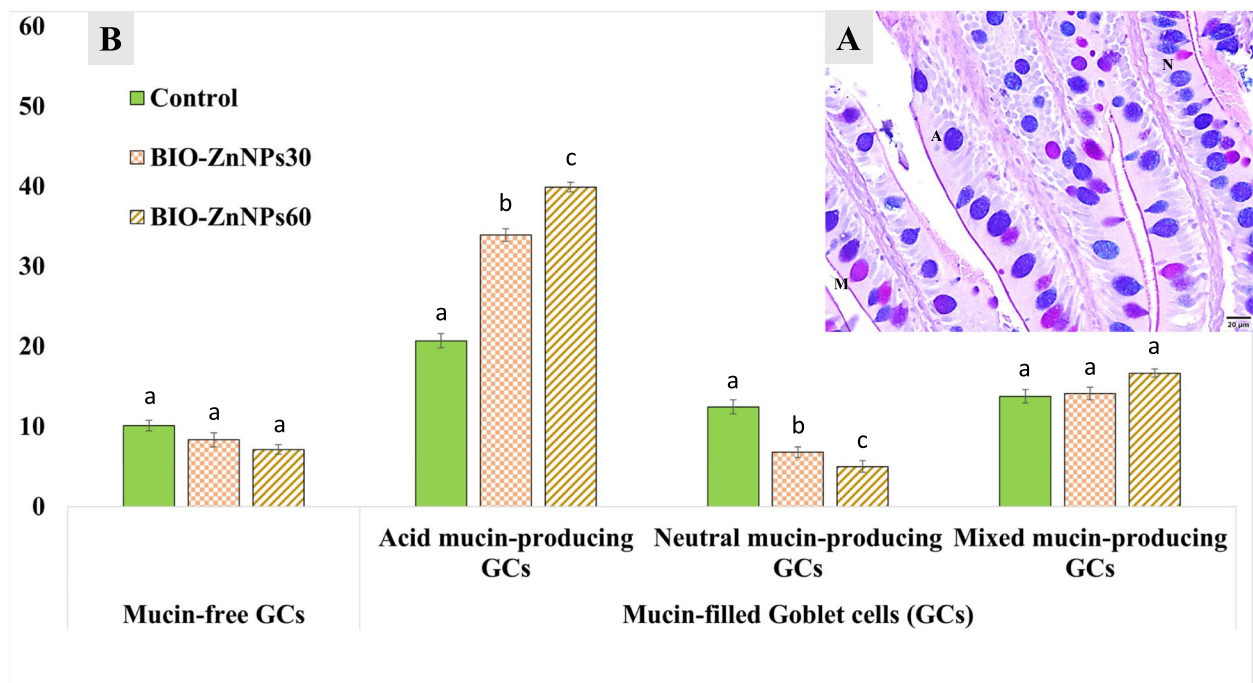 60
B
A
N
50
Control
BIO-ZnNPs30
A
40
c
BIO-ZnNPs60
b
30
M
20 µm
a
20
a
a
a
a
a
a
b
10
a
c
0
Acid mucin-producing
GCs
Neutral mucin-producing
GCs
Mixed mucin-producing
GCs
Mucin-free GCs
Mucin-filled Goblet cells (GCs)